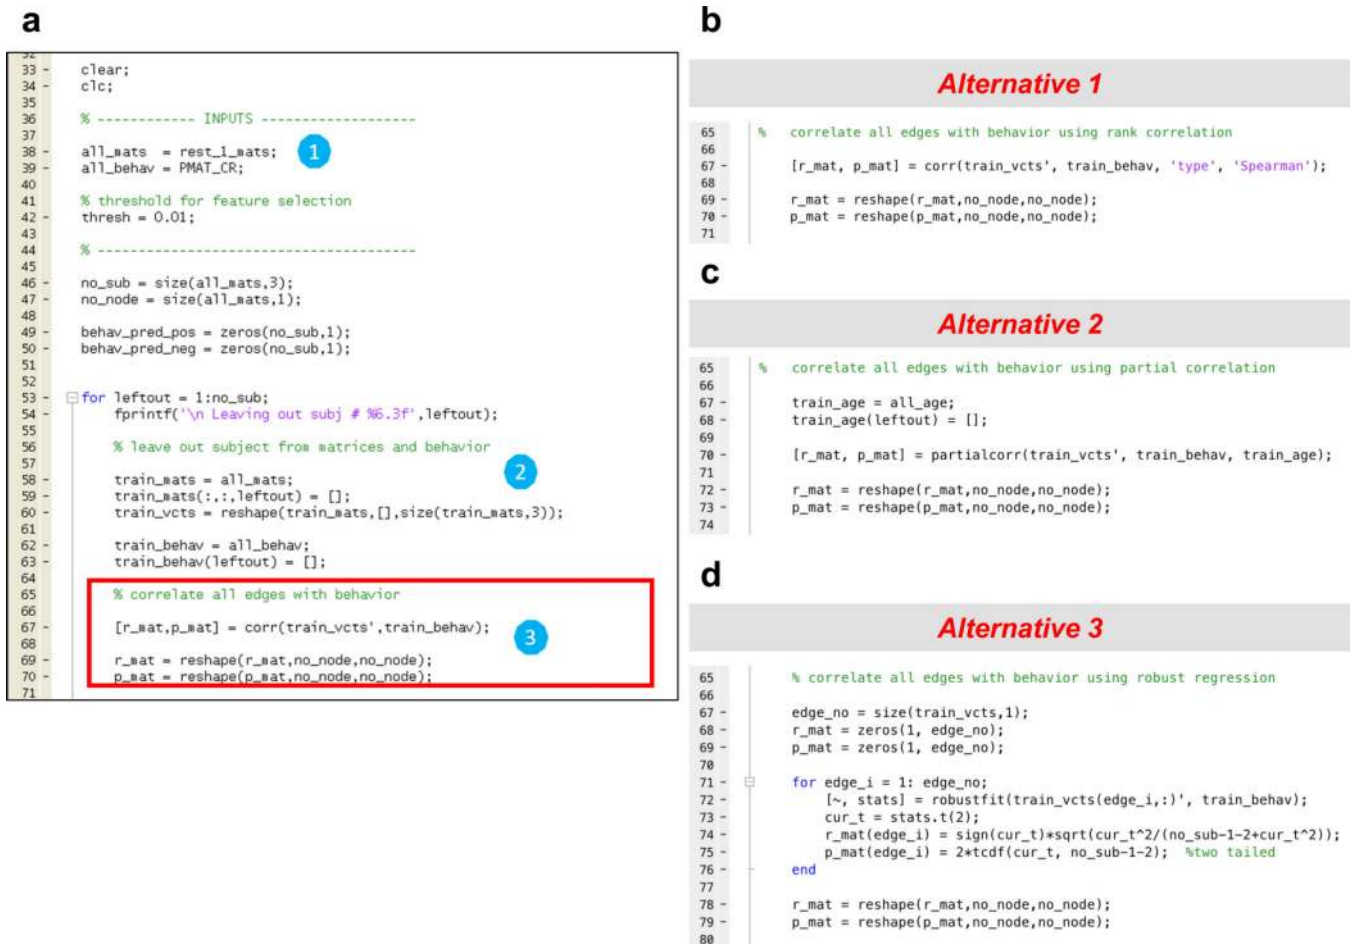 a
32
33 - clear;
34 - clc;
35
36 % ------------ INPUTS -------------------
37
38 - all_mats = rest_1_mats;
1
39 - all_behav = PMAT_CR;
40
41 % threshold for feature selection
42 - thresh = 0.01;
43
44 % ---------------------------------------
45
46 - no_sub = size(all_mats,3);
47 - no_node = size(all_mats,1);
48
49 - behav_pred_pos = zeros(no_sub,1);
50 - behav_pred_neg = zeros(no_sub,1);
51
52
53 - for leftout = 1:no_sub;
54 - fprintf('\n Leaving out subj # %6.3f',leftout);
55
56 % leave out subject from matrices and behavior
57
2
58 - train_mats = all_mats;
59 - train_mats(:,:,leftout) = [];
60 - train_vcts = reshape(train_mats,[],size(train_mats,3));
61
62 - train_behav = all_behav;
63 - train_behav(leftout) = [];
64
65 % correlate all edges with behavior
66
67 - [r_mat,p_mat] = corr(train_vcts',train_behav);
3
68
69 - r_mat = reshape(r_mat,no_node,no_node);
70 - p_mat = reshape(p_mat,no_node,no_node);
71
b
Alternative 1
65 % correlate all edges with behavior using rank correlation
66
67 - [r_mat, p_mat] = corr(train_vcts', train_behav, 'type', 'Spearman');
68
69 - r_mat = reshape(r_mat,no_node,no_node);
70 - p_mat = reshape(p_mat,no_node,no_node);
71
c
Alternative 2
65 % correlate all edges with behavior using partial correlation
66
67 - train_age = all_age;
68 - train_age(leftout) = [];
69
70 - [r_mat, p_mat] = partialcorr(train_vcts', train_behav, train_age);
71
72 - r_mat = reshape(r_mat,no_node,no_node);
73 - p_mat = reshape(p_mat,no_node,no_node);
74
d
Alternative 3
65 % correlate all edges with behavior using robust regression
66
67 - edge_no = size(train_vcts,1);
68 - r_mat = zeros(1, edge_no);
69 - p_mat = zeros(1, edge_no);
70
71 - for edge_i = 1: edge_no;
72 - [~, stats] = robustfit(train_vcts(edge_i,:)', train_behav);
73 - cur_t = stats.t(2);
74 - r_mat(edge_i) = sign(cur_t)*sqrt(cur_t^2/(no_sub-1-2+cur_t^2));
75 - p_mat(edge_i) = 2*tcdf(cur_t, no_sub-1-2); %two tailed
76 - end
77
78 - r_mat = reshape(r_mat,no_node,no_node);
79 - p_mat = reshape(p_mat,no_node,no_node);
80